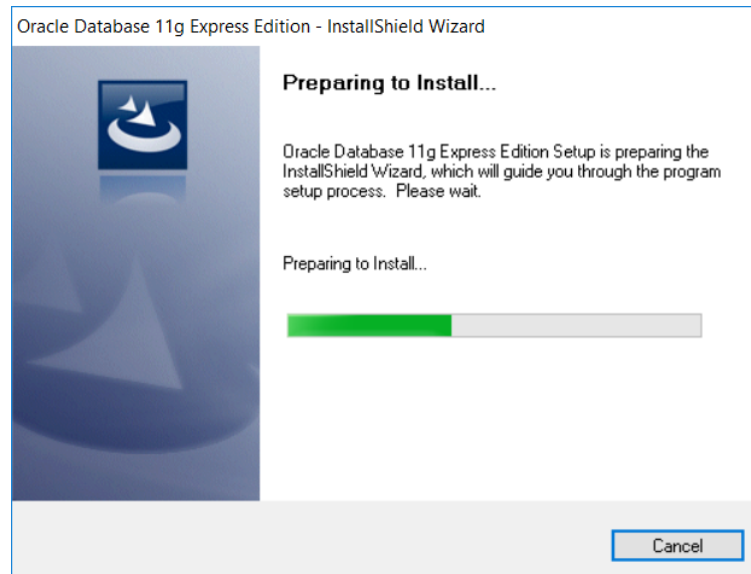 Oracle Database 11g Express Edition - InstallShield Wizard
Preparing to Install...
Oracle Database 11g Express Edition Setup is preparing the
InstallShield Wizard, which will guide you through the program
setup process. Please wait.
Preparing to Install...
Cancel